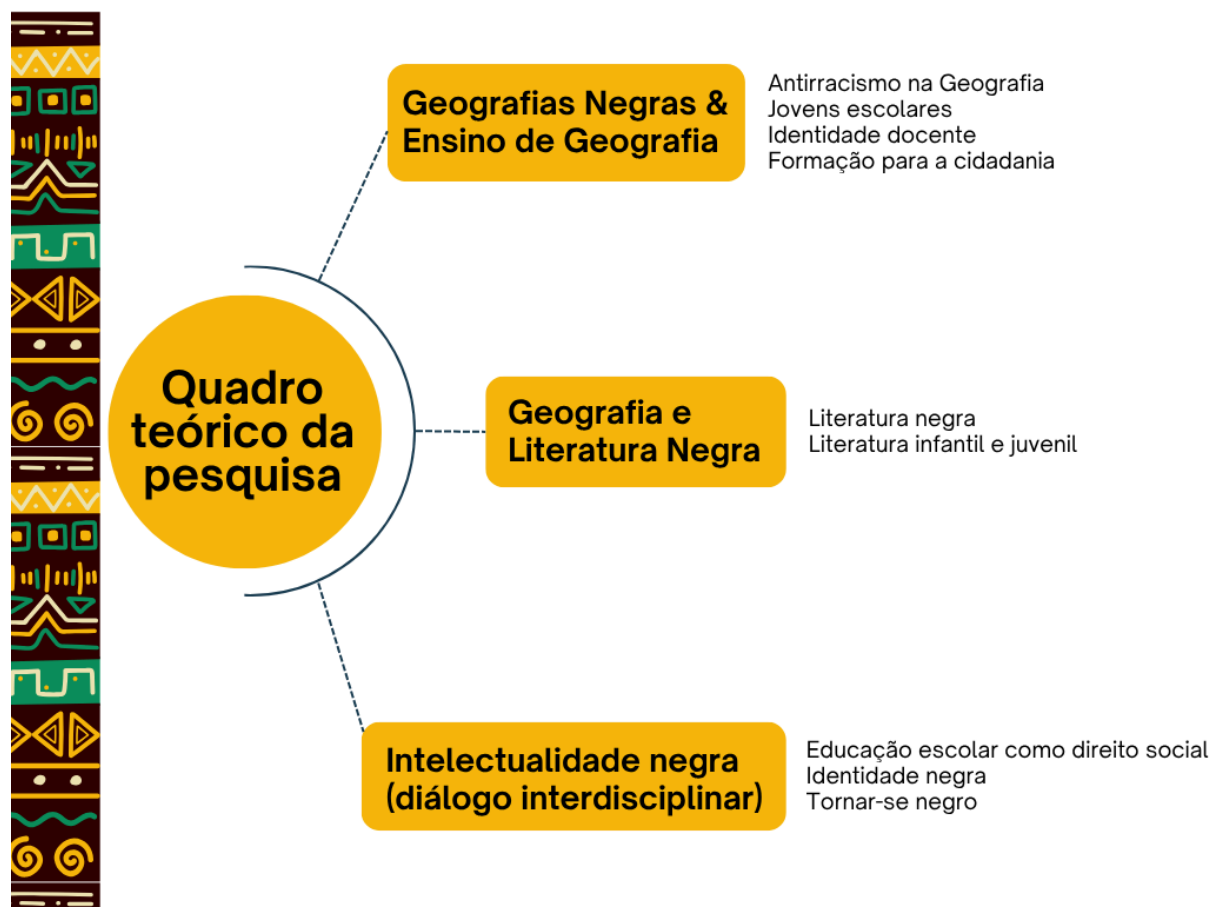 Quadro
teórico da
pesquisa
Geografias Negras &
Ensino de Geografia
Antirracismo na Geografia
Jovens escolares
Identidade docente
Formação para a cidadania
Geografia e
Literatura Negra
Literatura negra
Literatura infantil e juvenil
Intelectualidade negra
(diálogo interdisciplinar)
Educação escolar como direito social
Identidade negra
Tornar-se negro